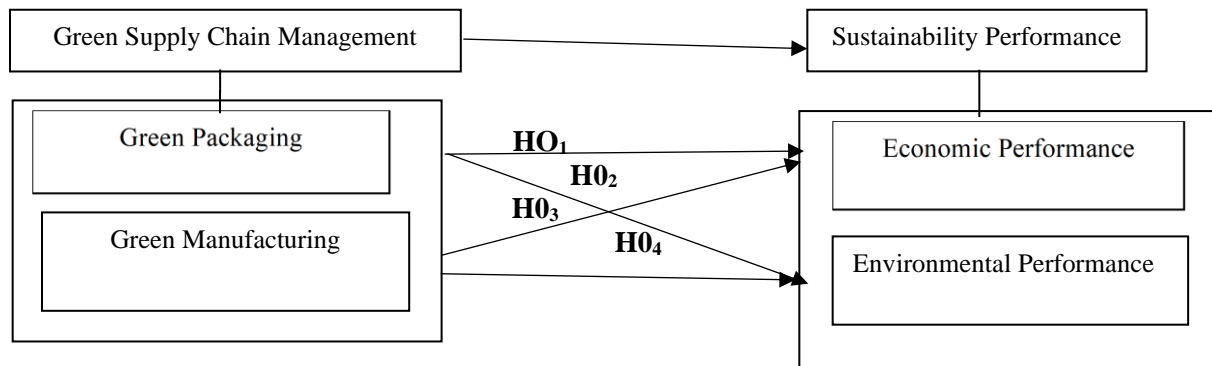 Green Supply Chain Management
Sustainability Performance
Green Packaging
HO₁
Economic Performance
H0₂
H0₃
Green Manufacturing
H0₄
Environmental Performance